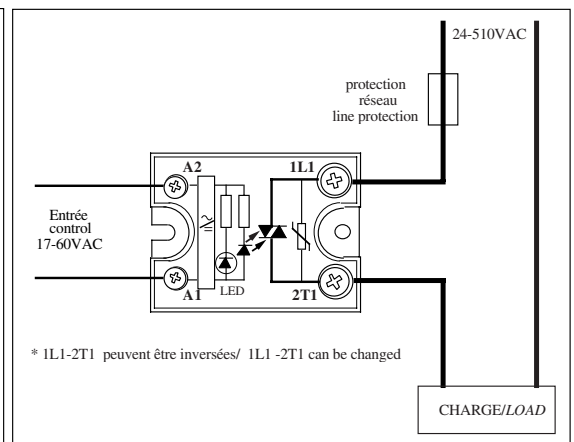 24-510VAC
protection
réseau
line protection
A2
1L1
Entrée
control
17-60VAC
A1
LED
2T1
* 1L1-2T1 peuvent être inversées/ 1L1 -2T1 can be changed
CHARGE/LOAD